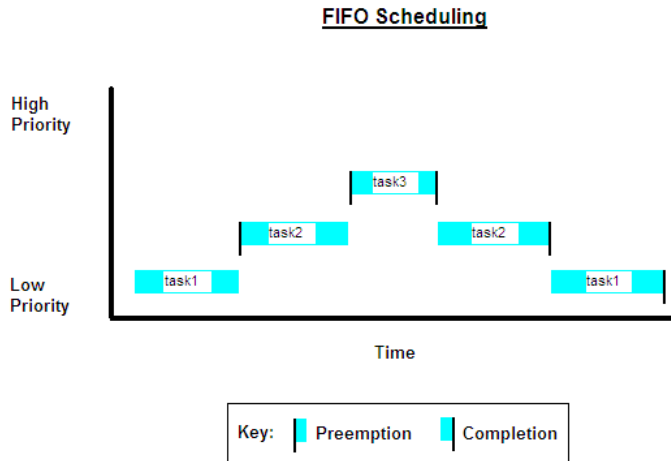 FIFO Scheduling
High
Priority
task3
task2
task2
task1
task1
Low
Priority
Time
Key: Preemption Completion